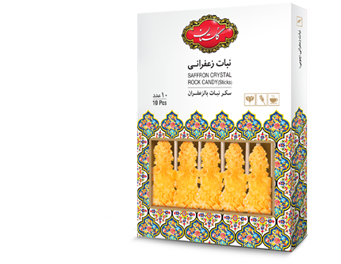 گلستان
نبات زعفرانی
SAFFRON CRYSTAL
ROCK CANDY(Sticks)
سكر نبات بالزعفران
۱۰ عدد
10 Pcs